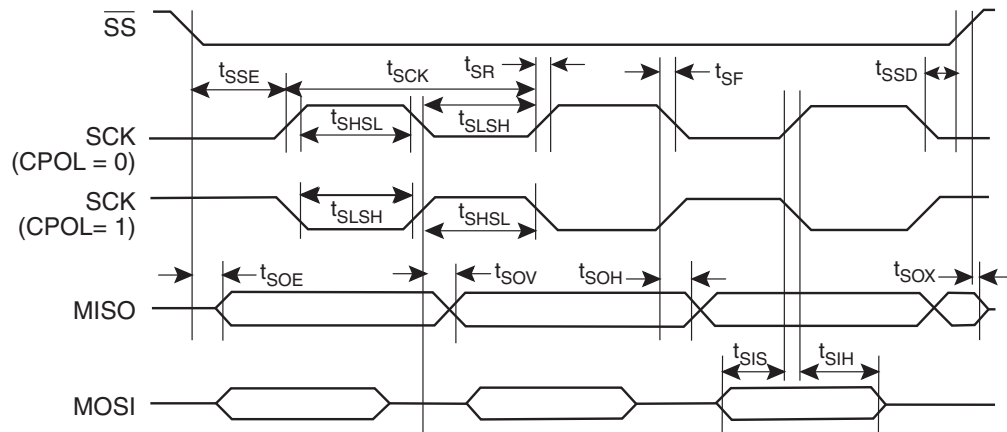 SS
tSSE
tSCK
tSR
tSF
tSSD
tSHSL
tSLSH
SCK
(CPOL = 0)
SCK
(CPOL= 1)
tSLSH
tSHSL
tSOE
tSOV
tSOH
tSOX
MISO
tSIS
tSIH
MOSI